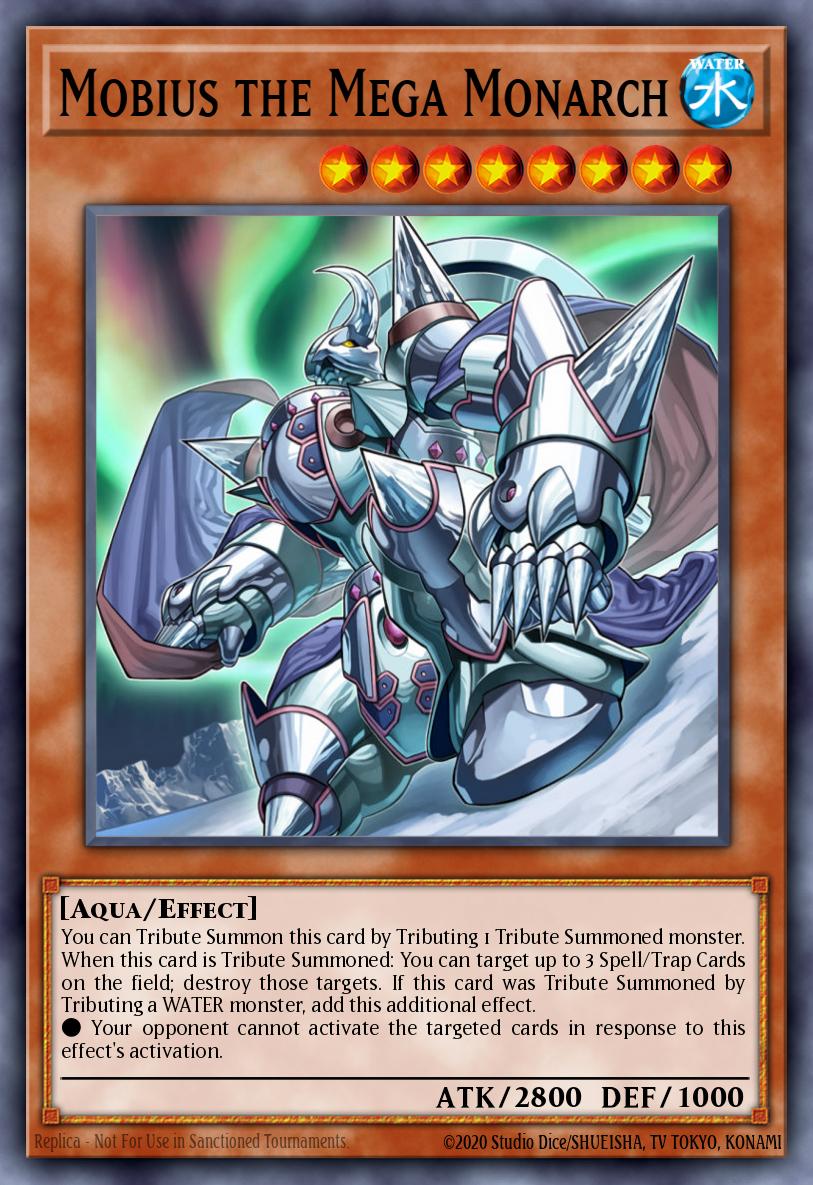 MOBIUS THE MEGA MONARCH
WATER
水
[AQUA/EFFECT]
You can Tribute Summon this card by Tributing 1 Tribute Summoned monster.
When this card is Tribute Summoned: You can target up to 3 Spell/Trap Cards
on the field; destroy those targets. If this card was Tribute Summoned by
Tributing a WATER monster, add this additional effect.
● Your opponent cannot activate the targeted cards in response to this
effect's activation.
ATK/2800 DEF/1000
Replica - Not For Use in Sanctioned Tournaments.
©2020 Studio Dice/SHUEISHA, TV TOKYO, KONAMI